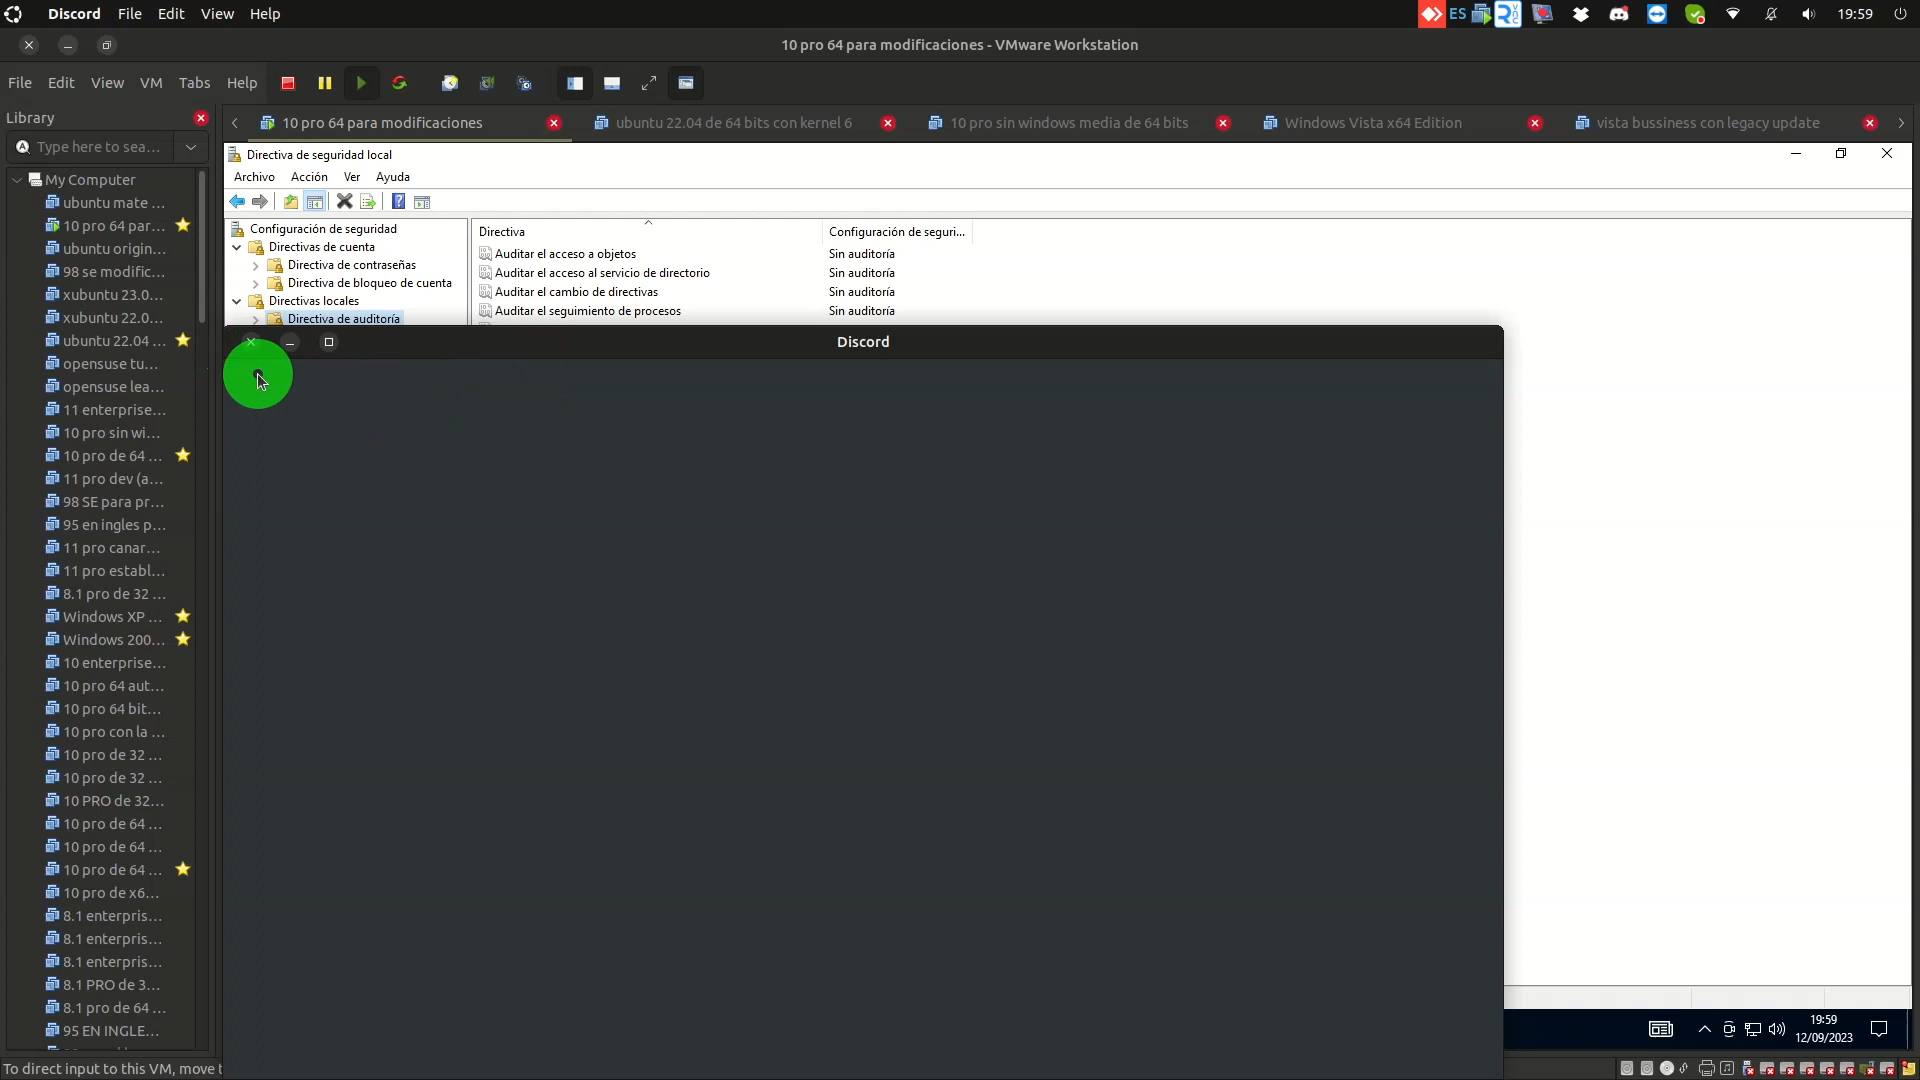 Discord File Edit View Help
ES 19:59
10 pro 64 para modificaciones - VMware Workstation
File Edit View VM Tabs Help
Library
Type here to sea...
My Computer
ubuntu mate ...
10 pro 64 par...
ubuntu origin...
98 se modific...
xubuntu 23.0...
xubuntu 22.0...
ubuntu 22.04 ...
opensuse tu...
opensuse lea...
11 enterprise...
10 pro sin wi...
10 pro de 64 ...
11 pro dev (a...
98 SE para pr...
95 en ingles p...
11 pro canar...
11 pro establ...
8.1 pro de 32 ...
Windows XP ...
Windows 200...
10 enterprise...
10 pro 64 aut...
10 pro 64 bit...
10 pro con la ...
10 pro de 32 ...
10 pro de 32 ...
10 PRO de 32...
10 pro de 64 ...
10 pro de 64 ...
10 pro de 64 ...
10 pro de x6...
8.1 enterpris...
8.1 enterpris...
8.1 enterpris...
8.1 PRO de 3...
8.1 pro de 64 ...
95 EN INGLE...
10 pro 64 para modificaciones
ubuntu 22.04 de 64 bits con kernel 6
10 pro sin windows media de 64 bits
Windows Vista x64 Edition
vista bussiness con legacy update
Directiva de seguridad local
Archivo Acción Ver Ayuda
Configuración de seguridad
Directivas de cuenta
Directiva de contraseñas
Directiva de bloqueo de cuenta
Directivas locales
Directiva de auditoría
Directiva Configuración de seguri...
Auditar el acceso a objetos Sin auditoría
Auditar el acceso al servicio de directorio Sin auditoría
Auditar el cambio de directivas Sin auditoría
Auditar el seguimiento de procesos Sin auditoría
Discord
19:59
12/09/2023
To direct input to this VM, move t